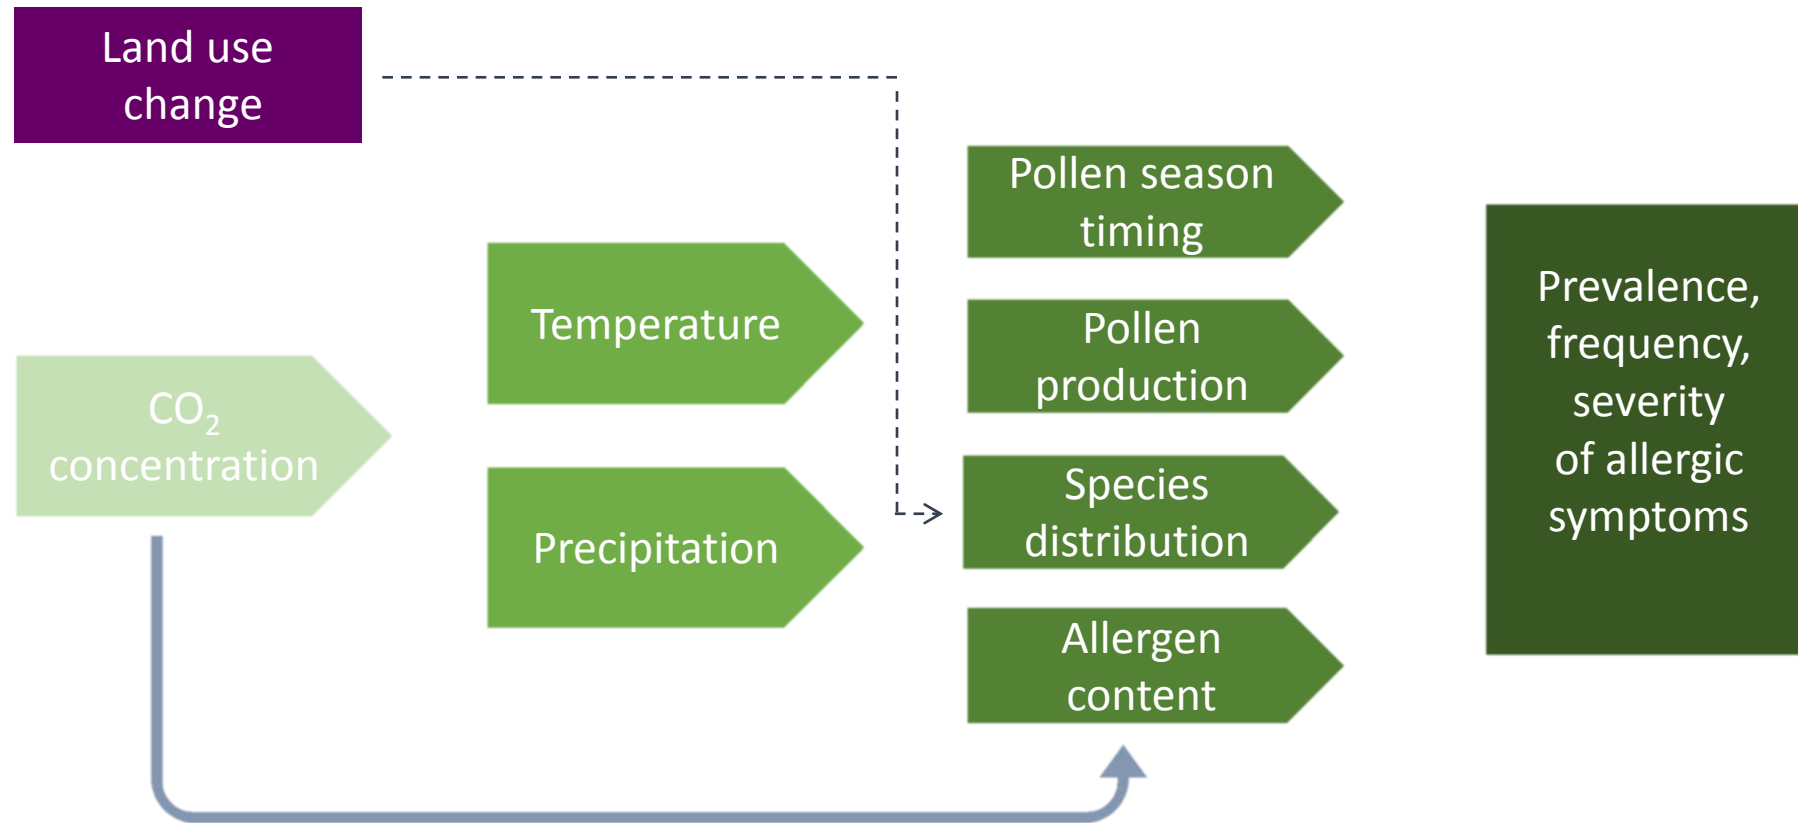 Land use
change
CO₂
concentration
Temperature
Precipitation
Pollen season
timing
Pollen
production
Species
distribution
Allergen
content
Prevalence,
frequency,
severity
of allergic
symptoms